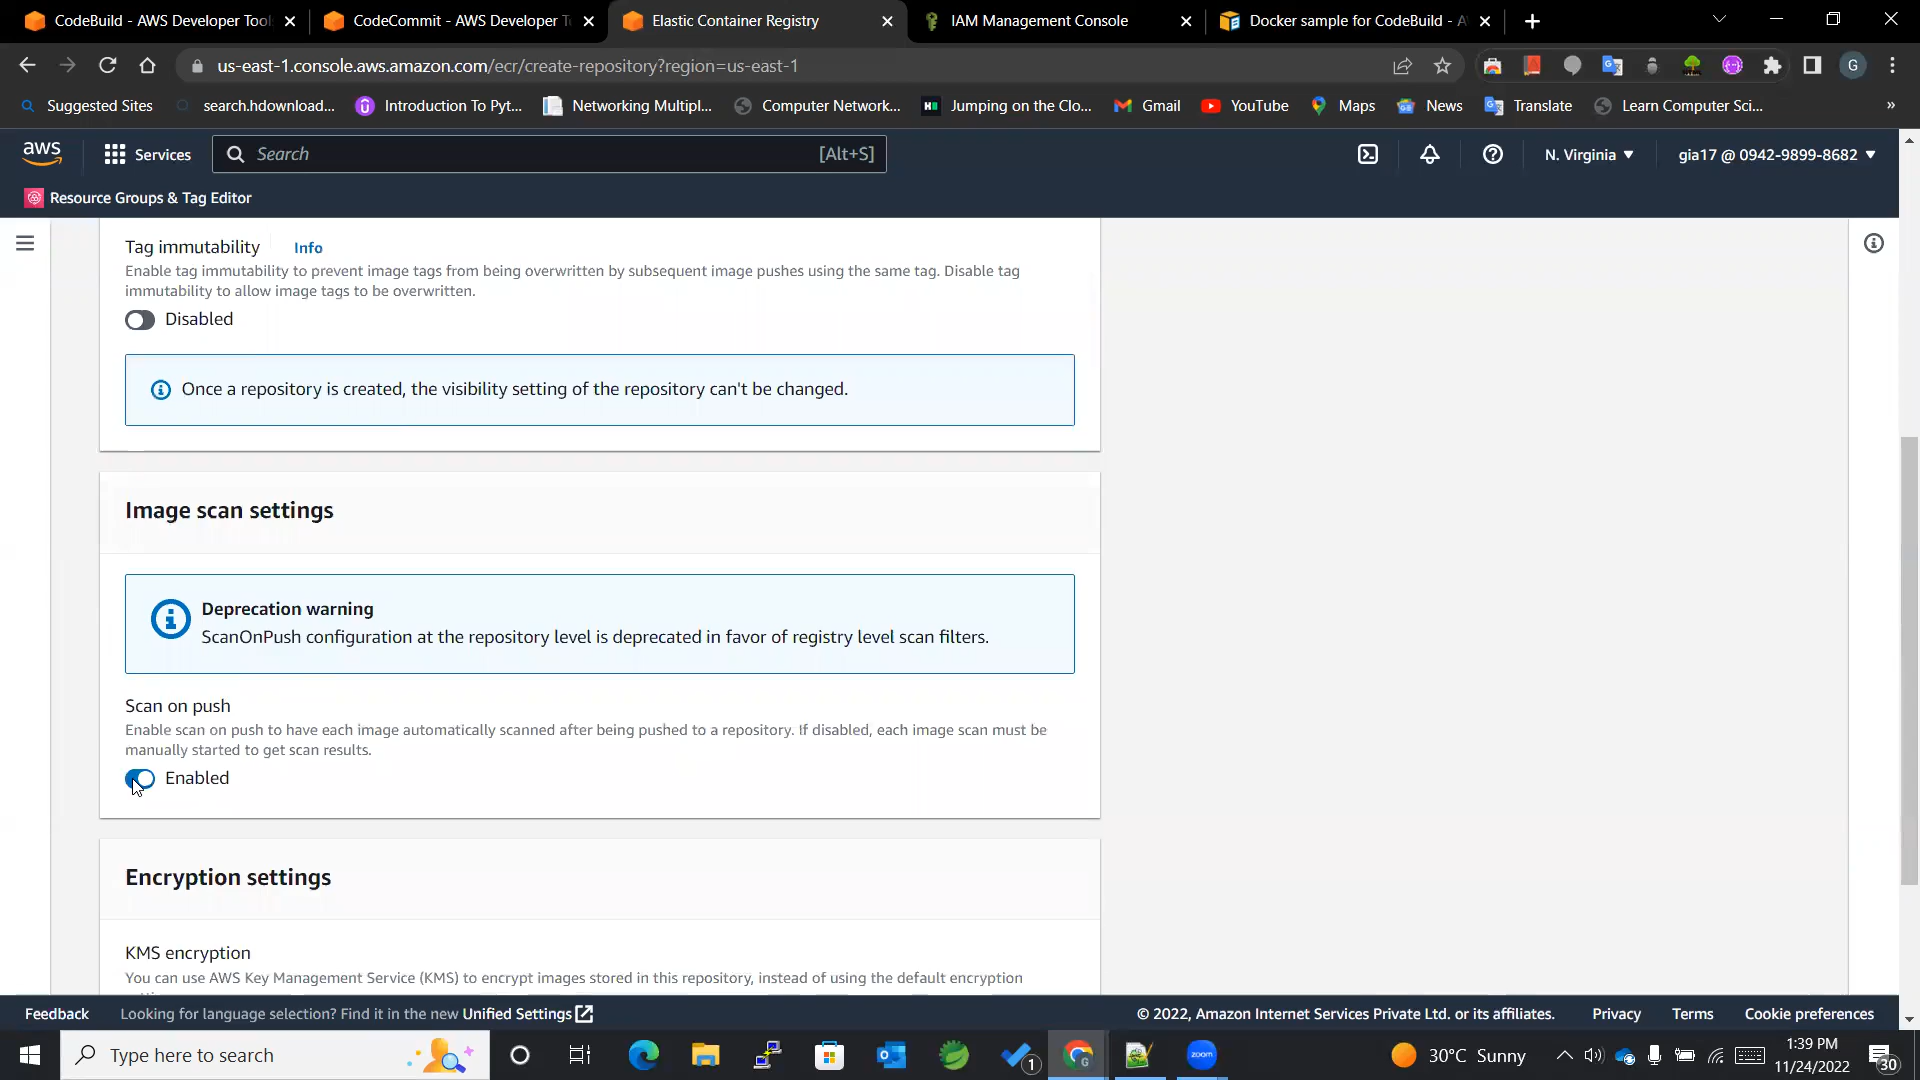 CodeBuild - AWS Developer Tool
CodeCommit - AWS Developer T
Elastic Container Registry
IAM Management Console
Docker sample for CodeBuild - A
us-east-1.console.aws.amazon.com/ecr/create-repository?region=us-east-1
G
Suggested Sites
search.hdownload...
Introduction To Pyt...
Networking Multipl...
Computer Network...
Jumping on the Clo...
Gmail
YouTube
Maps
News
Translate
Learn Computer Sci...
»
aws
Services
Search
[Alt+S]
N. Virginia
gia17 @ 0942-9899-8682
Resource Groups & Tag Editor
Tag immutability Info
Enable tag immutability to prevent image tags from being overwritten by subsequent image pushes using the same tag. Disable tag
immutability to allow image tags to be overwritten.
Disabled
Once a repository is created, the visibility setting of the repository can't be changed.
Image scan settings
Deprecation warning
ScanOnPush configuration at the repository level is deprecated in favor of registry level scan filters.
Scan on push
Enable scan on push to have each image automatically scanned after being pushed to a repository. If disabled, each image scan must be
manually started to get scan results.
Enabled
Encryption settings
KMS encryption
You can use AWS Key Management Service (KMS) to encrypt images stored in this repository, instead of using the default encryption
Feedback
Looking for language selection? Find it in the new Unified Settings
© 2022, Amazon Internet Services Private Ltd. or its affiliates.
Privacy
Terms
Cookie preferences
Type here to search
1
G
zoom
30°C Sunny
1:39 PM
11/24/2022
30